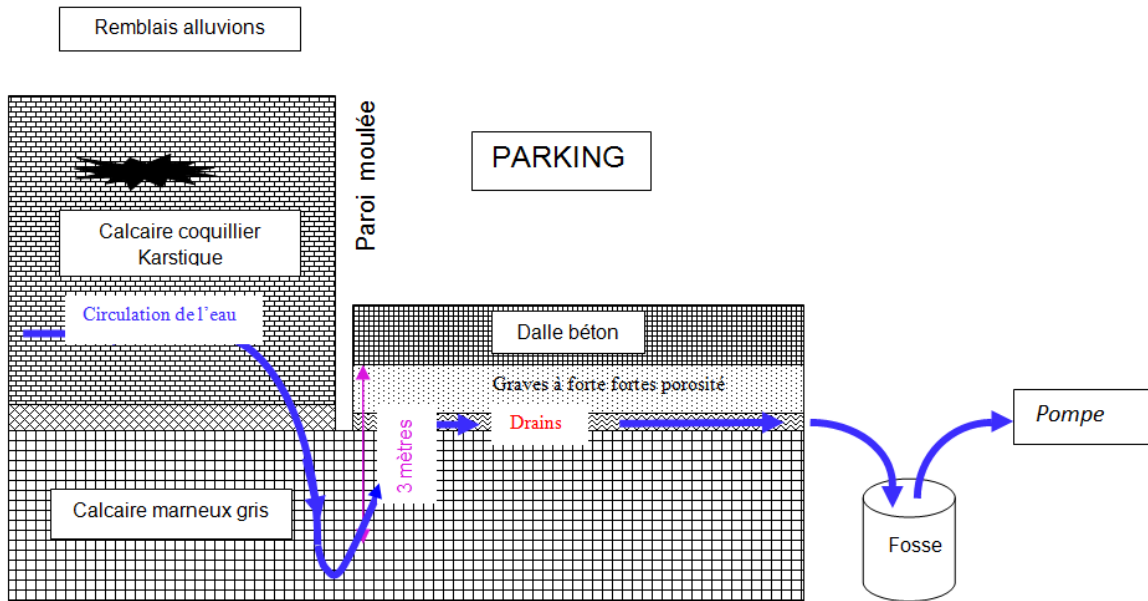 Remblais alluvions
Paroi moulée
PARKING
Calcaire coquillier
Karstique
Circulation de l'eau
Dalle béton
Graves à forte fortes porosité
Drains
3 mètres
Pompe
Calcaire marneux gris
Fosse